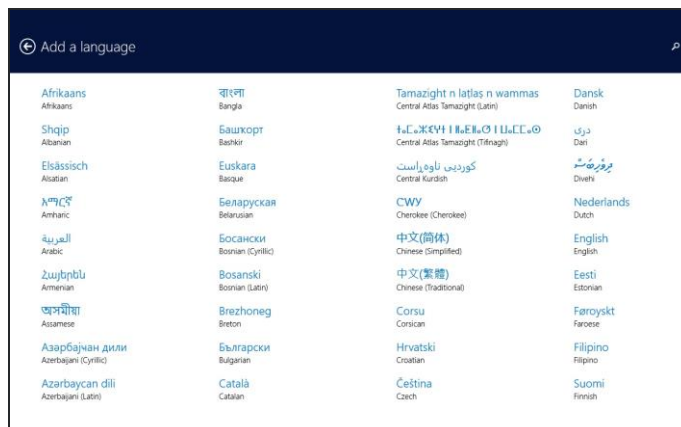 Add a language
Afrikaans
Afrikaans
Shqip
Albanian
Elsässisch
Alsatian
አማርኛ
Amharic
العربية
Arabic
Հայերեն
Armenian
অসমীয়া
Assamese
Азәрбајҹан дили
Azerbaijani (Cyrillic)
Azərbaycan dili
Azerbaijani (Latin)
বাংলা
Bangla
Башҡорт
Bashkir
Euskara
Basque
Беларуская
Belarusian
Босански
Bosnian (Cyrillic)
Bosanski
Bosnian (Latin)
Brezhoneg
Breton
Български
Bulgarian
Català
Catalan
Tamazight n laṭlaṣ n wammas
Central Atlas Tamazight (Latin)
Central Atlas Tamazight (Tifinagh)
كوردیی ناوەڕاست
Central Kurdish
ᏣᎳᎩ
Cherokee (Cherokee)
中文(简体)
Chinese (Simplified)
中文(繁體)
Chinese (Traditional)
Corsu
Corsican
Hrvatski
Croatian
Čeština
Czech
Dansk
Danish
درى
Dari
ދިވެހިބަސް
Divehi
Nederlands
Dutch
English
English
Eesti
Estonian
Føroyskt
Faroese
Filipino
Filipino
Suomi
Finnish